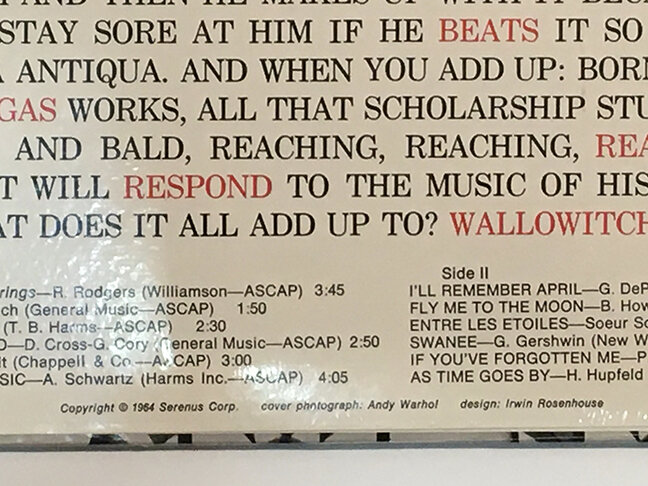 STAY SORE AT HIM IF HE BEATS IT SO
A ANTIQUA. AND WHEN YOU ADD UP: BORN
GAS WORKS, ALL THAT SCHOLARSHIP STU
AND BALD, REACHING, REACHING, REA
T WILL RESPOND TO THE MUSIC OF HIS
AT DOES IT ALL ADD UP TO? WALLOWITCH
rings—R. Rodgers (Williamson—ASCAP) 3:45
ch (General Music—ASCAP) 1:50
(T. B. Harms—ASCAP) 2:30
O—D. Cross-G. Cory (General Music—ASCAP) 2:50
lt (Chappell & Co.—ASCAP) 3:00
SIC—A. Schwartz (Harms Inc.—ASCAP) 4:05
Side II
I'LL REMEMBER APRIL—G. DeP
FLY ME TO THE MOON—B. How
ENTRE LES ETOILES—Soeur So
SWANEE—G. Gershwin (New W
IF YOU'VE FORGOTTEN ME—P
AS TIME GOES BY—H. Hupfeld
Copyright © 1964 Serenus Corp. cover photograph: Andy Warhol design: Irwin Rosenhouse